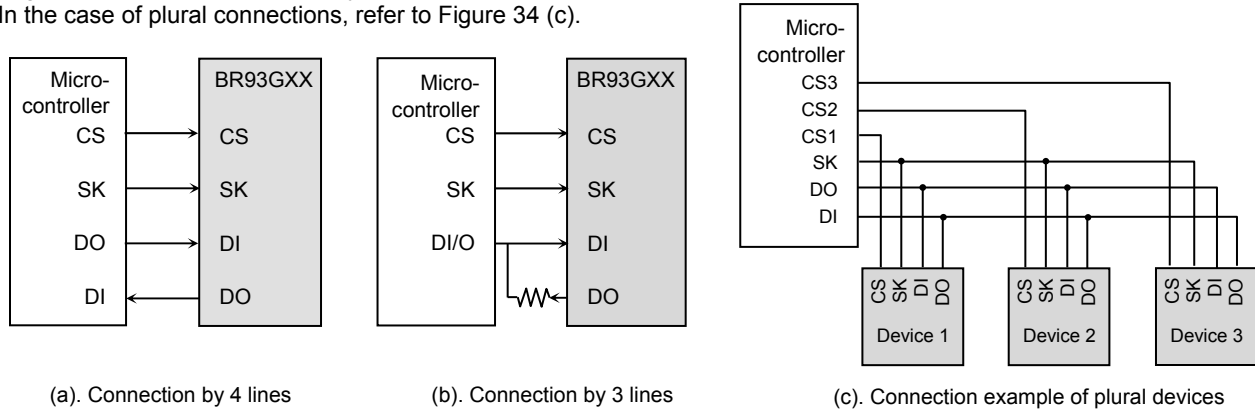 In the case of plural connections, refer to Figure 34 (c).
Micro-
controller
CS
SK
DO
DI
BR93GXX
CS
SK
DI
DO
Micro-
controller
CS
SK
DI/O
BR93GXX
CS
SK
DI
DO
Micro-
controller
CS3
CS2
CS1
SK
DO
DI
CS
SK
DI
DO
Device 1
CS
SK
DI
DO
Device 2
CS
SK
DI
DO
Device 3
(a). Connection by 4 lines
(b). Connection by 3 lines
(c). Connection example of plural devices